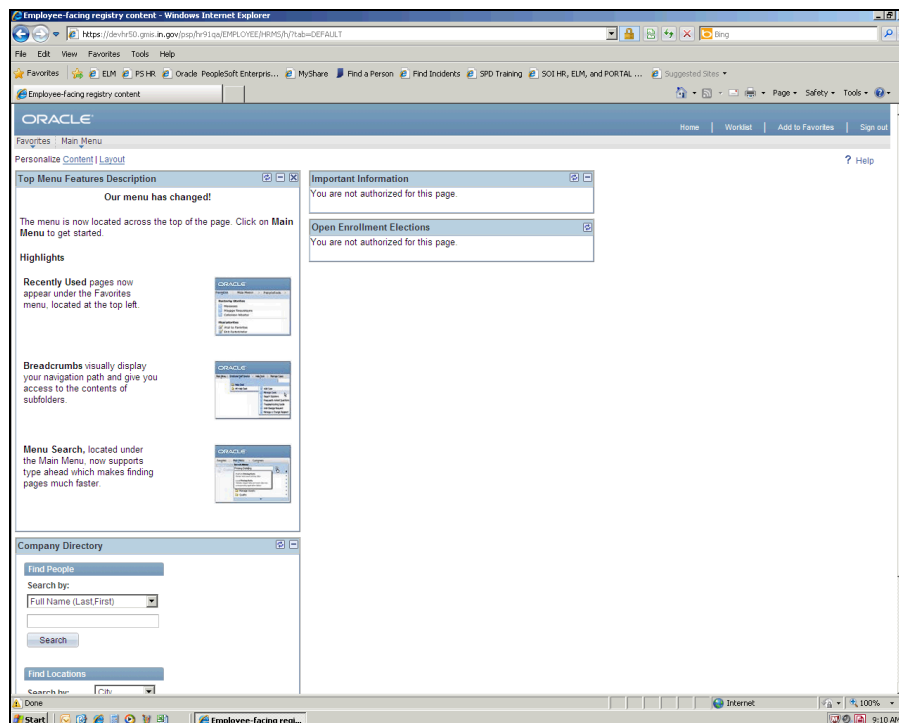 Employee-facing registry content - Windows Internet Explorer
https://devhr50.gmis.in.gov/psp/hr91qa/EMPLOYEE/HRMS/h/?tab=DEFAULT
Bing
File Edit View Favorites Tools Help
Favorites ELM PS HR Oracle PeopleSoft Enterpris... MyShare Find a Person Find Incidents SPD Training SOI HR, ELM, and PORTAL ... Suggested Sites
Employee-facing registry content
Page Safety Tools
ORACLE
Home Worklist Add to Favorites Sign out
Favorites Main Menu
Personalize Content | Layout
? Help
Top Menu Features Description
Our menu has changed!
The menu is now located across the top of the page. Click on Main
Menu to get started.
Highlights
Recently Used pages now
appear under the Favorites
menu, located at the top left.
ORACLE
Breadcrumbs visually display
your navigation path and give you
access to the contents of
subfolders.
ORACLE
Menu Search, located under
the Main Menu, now supports
type ahead which makes finding
pages much faster.
ORACLE
Important Information
You are not authorized for this page.
Open Enrollment Elections
You are not authorized for this page.
Company Directory
Find People
Search by:
Full Name (Last,First)
Search
Find Locations
Search by: City
Done
Internet
100%
Start
Employee-facing regi...
9:10 AM